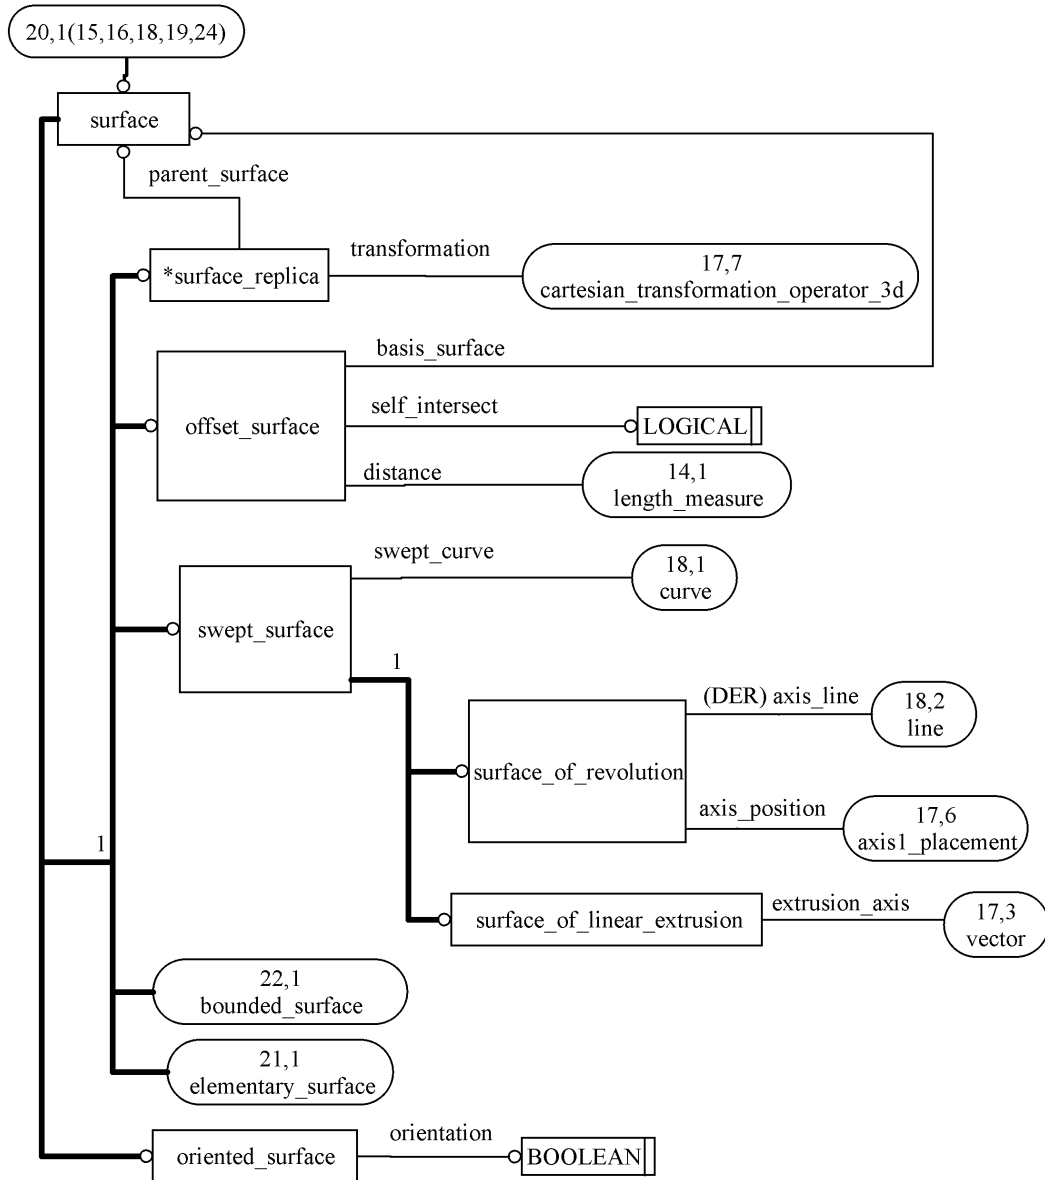 20,1(15,16,18,19,24)
surface
parent_surface
*surface_replica
transformation
17,7
cartesian_transformation_operator_3d
basis_surface
offset_surface
self_intersect
LOGICAL
distance
14,1
length_measure
swept_curve
18,1
curve
swept_surface
1
(DER) axis_line
18,2
line
surface_of_revolution
axis_position
17,6
axis1_placement
1
surface_of_linear_extrusion
extrusion_axis
17,3
vector
22,1
bounded_surface
21,1
elementary_surface
oriented_surface
orientation
BOOLEAN